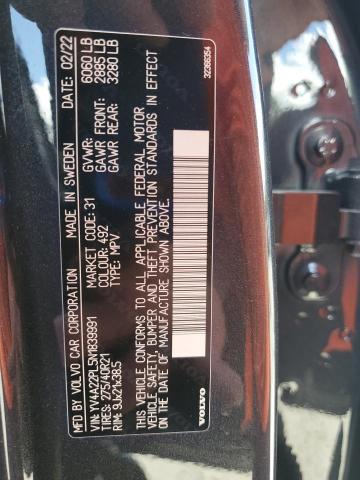 MFD BY: VOLVO CAR CORPORATION
MADE IN SWEDEN DATE: 02/22
VIN: YV4A22RL5N1839991
TIRES: 275/40R21
RIM: 9Jx21x38.5
MARKET CODE: 31
COLOUR: 492
TYPE: MPV
GVWR: 6060 LB
GAWR FRONT: 2885 LB
GAWR REAR: 3280 LB
THIS VEHICLE CONFORMS TO ALL APPLICABLE FEDERAL MOTOR
VEHICLE SAFETY, BUMPER AND THEFT PREVENTION STANDARDS IN EFFECT
ON THE DATE OF MANUFACTURE SHOWN ABOVE.
VOLVO
32366354